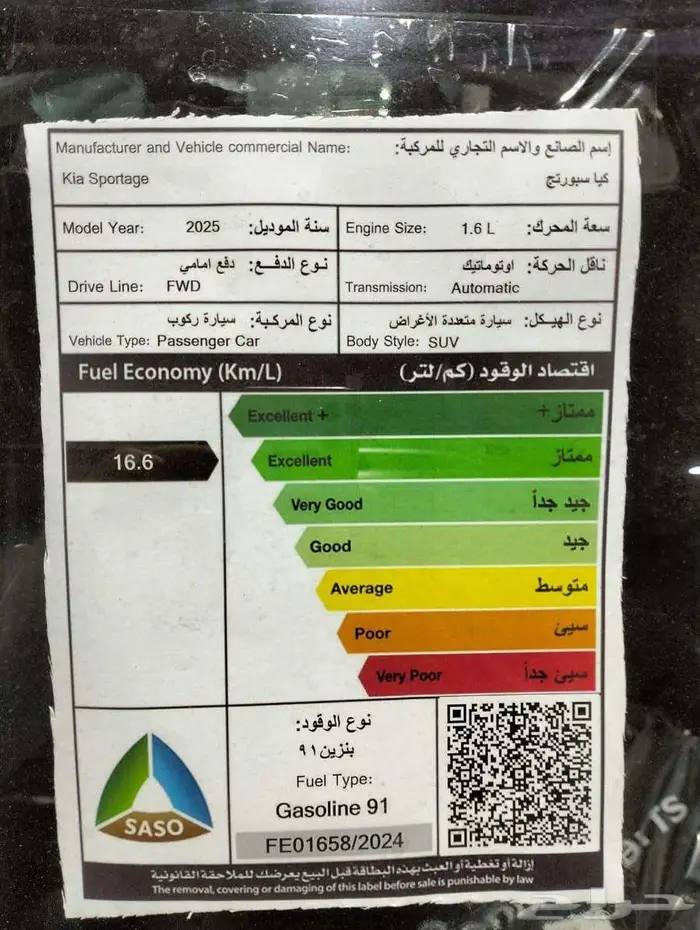 Manufacturer and Vehicle commercial Name: إسم الصانع والاسم التجاري للمركبة:
Kia Sportage كيا سبورتج
Model Year: 2025 سنة الموديل: Engine Size: 1.6 L سعة المحرك:
نوع الدفع: دفع امامي
Drive Line: FWD
ناقل الحركة: اوتوماتيك
Transmission: Automatic
نوع المركبة: سيارة ركوب
Vehicle Type: Passenger Car
نوع الهيكل: سيارة متعددة الأغراض
Body Style: SUV
Fuel Economy (Km/L) اقتصاد الوقود (كم/لتر)
Excellent + ممتاز+
16.6 Excellent ممتاز
Very Good جيد جداً
Good جيد
Average متوسط
Poor سيئ
Very Poor سيئ جداً
SASO
نوع الوقود:
بنزين ٩١
Fuel Type:
Gasoline 91
FE01658/2024
إزالة أو تغطية أو العبث بهذه البطاقة قبل البيع يعرضك للملاحقة القانونية
The removal, covering or damaging of this label before sale is punishable by law
حراج